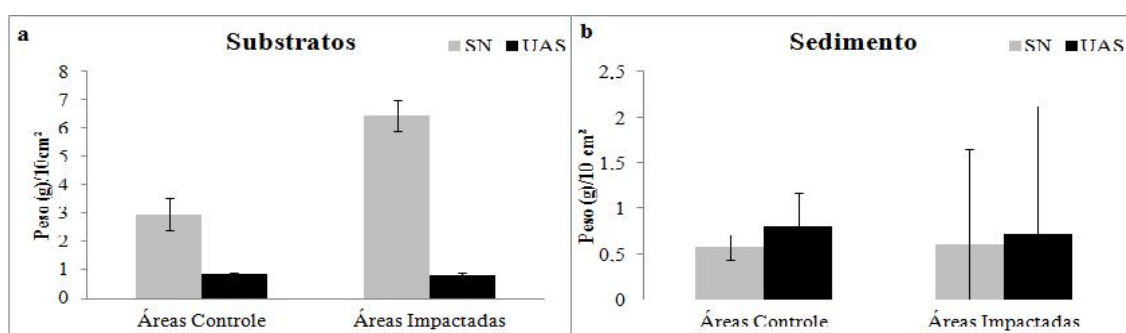 a
Substratos
SN UAS
Peso (g)/10cm²
8
7
6
5
4
3
2
1
0
Áreas Controle Áreas Impactadas
b
Sedimento
SN UAS
Peso (g)/10 cm²
2.5
2
1.5
1
0.5
0
Áreas Controle Áreas Impactadas